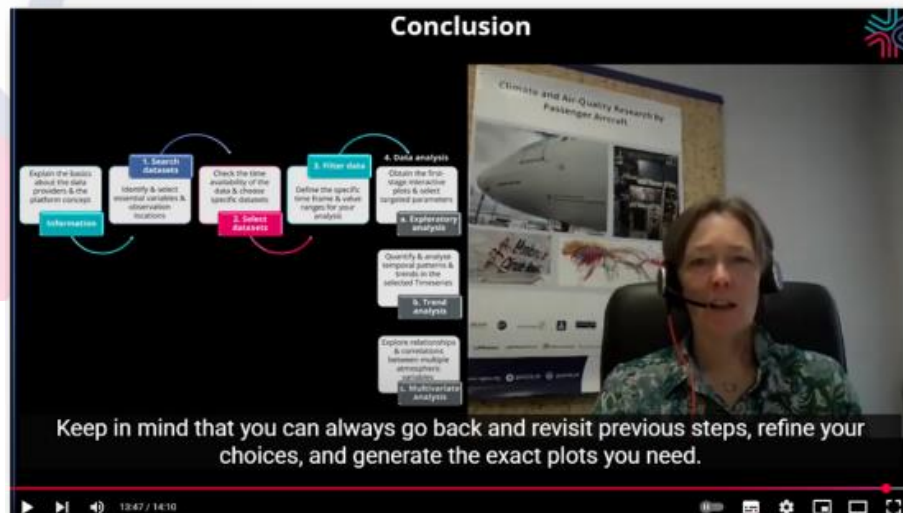 Conclusion
Climate and Air-Quality Research by
Passenger Aircraft
Explain the basics
about the data
providers & the
platform concept
Information
1. Search
datasets
Identify & select
essential variables &
observation
locations
Check the time
availability of the
data & choose
specific datasets
2. Select
datasets
3. Filter data
Define the specific
time frame & value
ranges for your
analysis
4. Data analysis
Obtain the first-
stage interactive
plots & select
targeted parameters
a. Exploratory
analysis
Quantify & analyse
temporal patterns &
trends in the
selected Timeseries
b. Trend
analysis
Explore relationships
& correlations
between multiple
atmospheric
variables
c. Multivariate
analysis
Keep in mind that you can always go back and revisit previous steps, refine your
choices, and generate the exact plots you need.
13:47 / 14:10